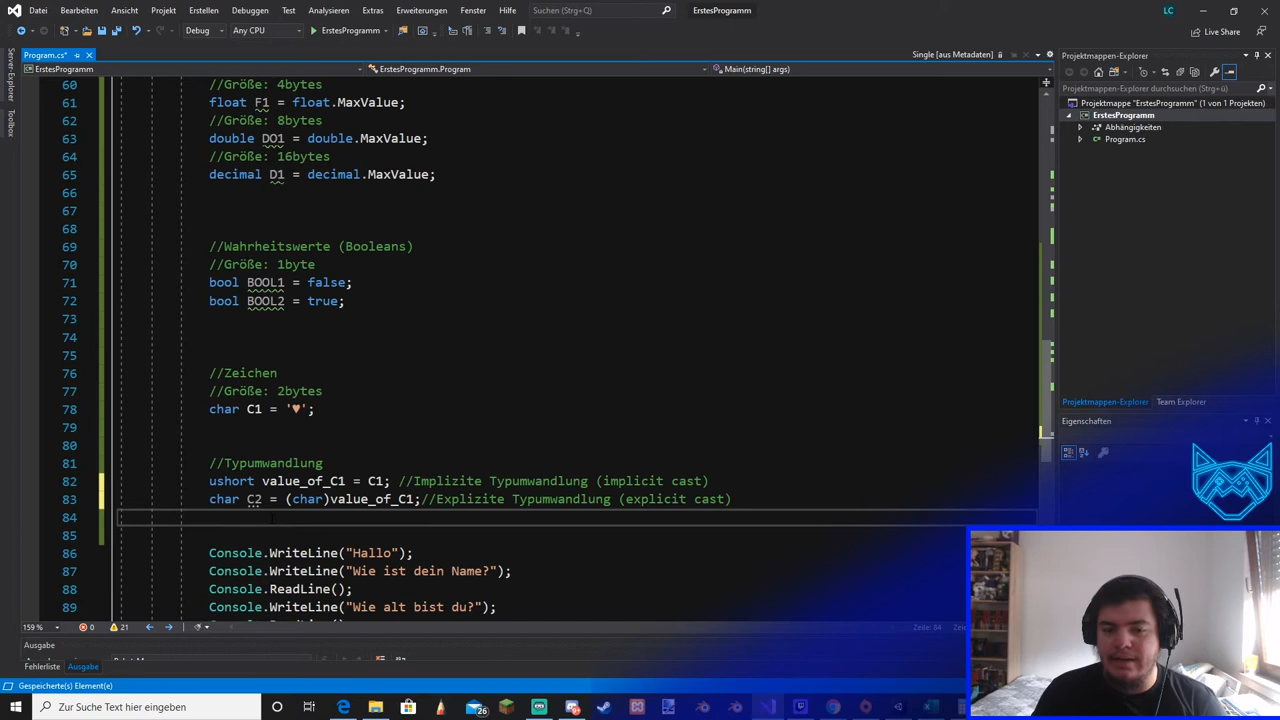 Datei Bearbeiten Ansicht Git Projekt Erstellen Debuggen Test Analysieren Extras Erweiterungen Fenster Hilfe Suchen (Strg+Q) ErstesProgramm LC
Debug Any CPU ErstesProgramm Live Share
Program.cs* Single [aus Metadaten] Projektmappen-Explorer
ErstesProgramm ErstesProgramm.Program Main(string[] args)
Server-Explorer
Toolbox
Projektmappen-Explorer durchsuchen (Strg+ü)
Projektmappe "ErstesProgramm" (1 von 1 Projekten)
ErstesProgramm
Abhängigkeiten
Program.cs
60 //Größe: 4bytes
61 float F1 = float.MaxValue;
62 //Größe: 8bytes
63 double DO1 = double.MaxValue;
64 //Größe: 16bytes
65 decimal D1 = decimal.MaxValue;
66
67
68
69 //Wahrheitswerte (Booleans)
70 //Größe: 1byte
71 bool BOOL1 = false;
72 bool BOOL2 = true;
73
74
75
76 //Zeichen
77 //Größe: 2bytes
78 char C1 = '♥';
79
80
81 //Typumwandlung
82 ushort value_of_C1 = C1; //Implizite Typumwandlung (implicit cast)
83 char C2 = (char)value_of_C1;//Explizite Typumwandlung (explicit cast)
84
85
86 Console.WriteLine("Hallo");
87 Console.WriteLine("Wie ist dein Name?");
88 Console.ReadLine();
89 Console.WriteLine("Wie alt bist du?");
Projektmappen-Explorer Team Explorer
Eigenschaften
159 % 0 21 Zeile: 84
Ausgabe
Fehlerliste Ausgabe
Gespeicherte(s) Element(e)
Zur Suche Text hier eingeben 26